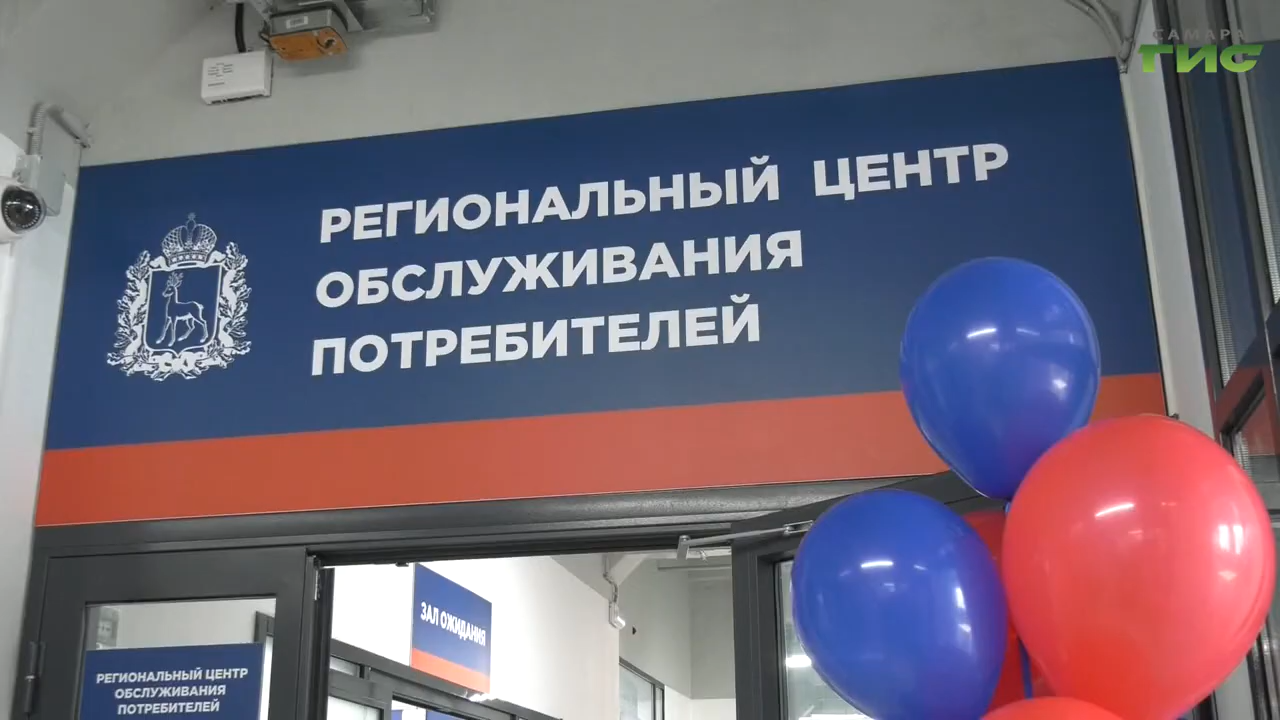 САМАРА
ГИС
РЕГИОНАЛЬНЫЙ ЦЕНТР
ОБСЛУЖИВАНИЯ
ПОТРЕБИТЕЛЕЙ
ЗАЛ ОЖИДАНИЯ
РЕГИОНАЛЬНЫЙ ЦЕНТР
ОБСЛУЖИВАНИЯ
ПОТРЕБИТЕЛЕЙ